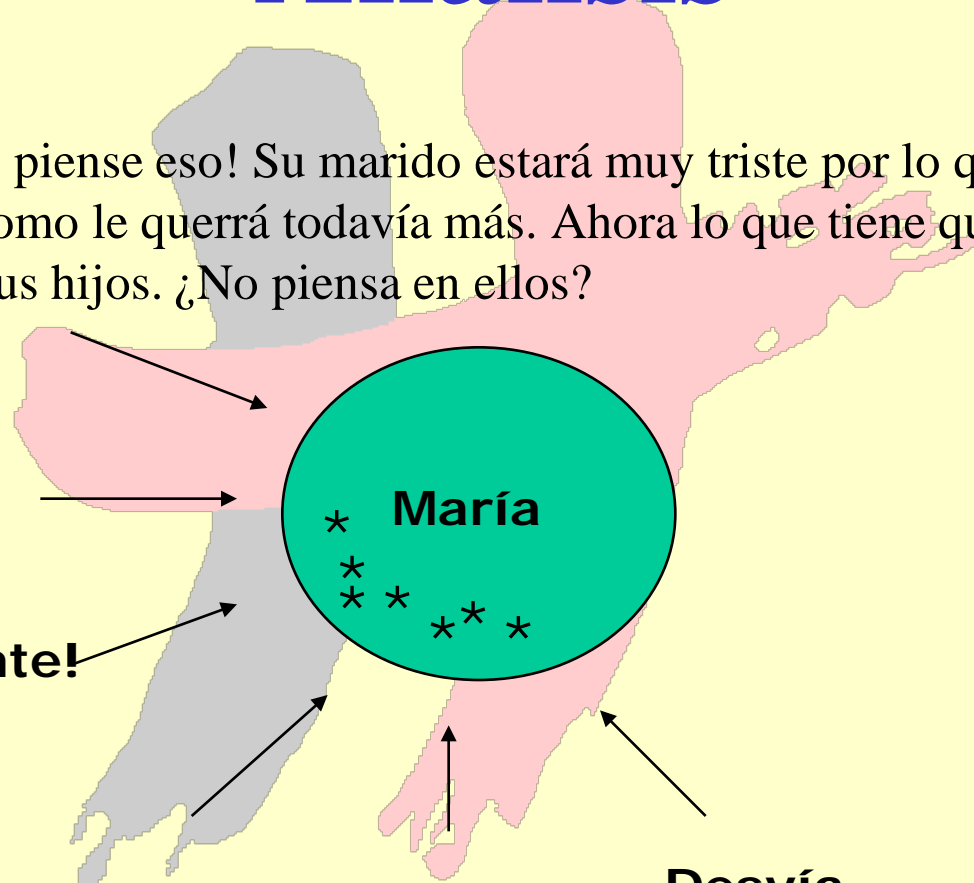 piense eso! Su marido estará muy triste por lo q
omo le querrá todavía más. Ahora lo que tiene qu
us hijos. ¿No piensa en ellos?
María
*
*
* *
* * *
nte!
Desvía